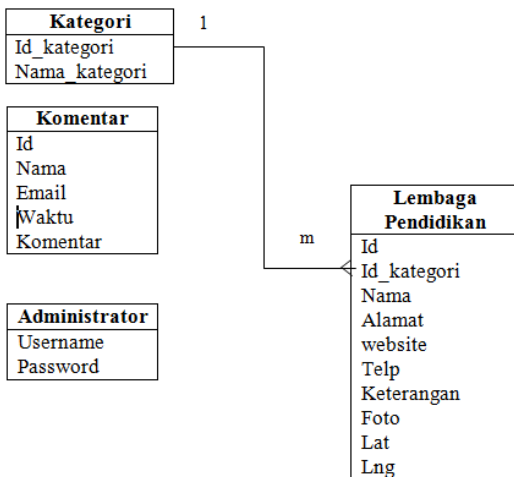 Kategori
Id_kategori
Nama_kategori
1
Komentar
Id
Nama
Email
Waktu
Komentar
Administrator
Username
Password
m
Lembaga
Pendidikan
Id
Id_kategori
Nama
Alamat
website
Telp
Keterangan
Foto
Lat
Lng